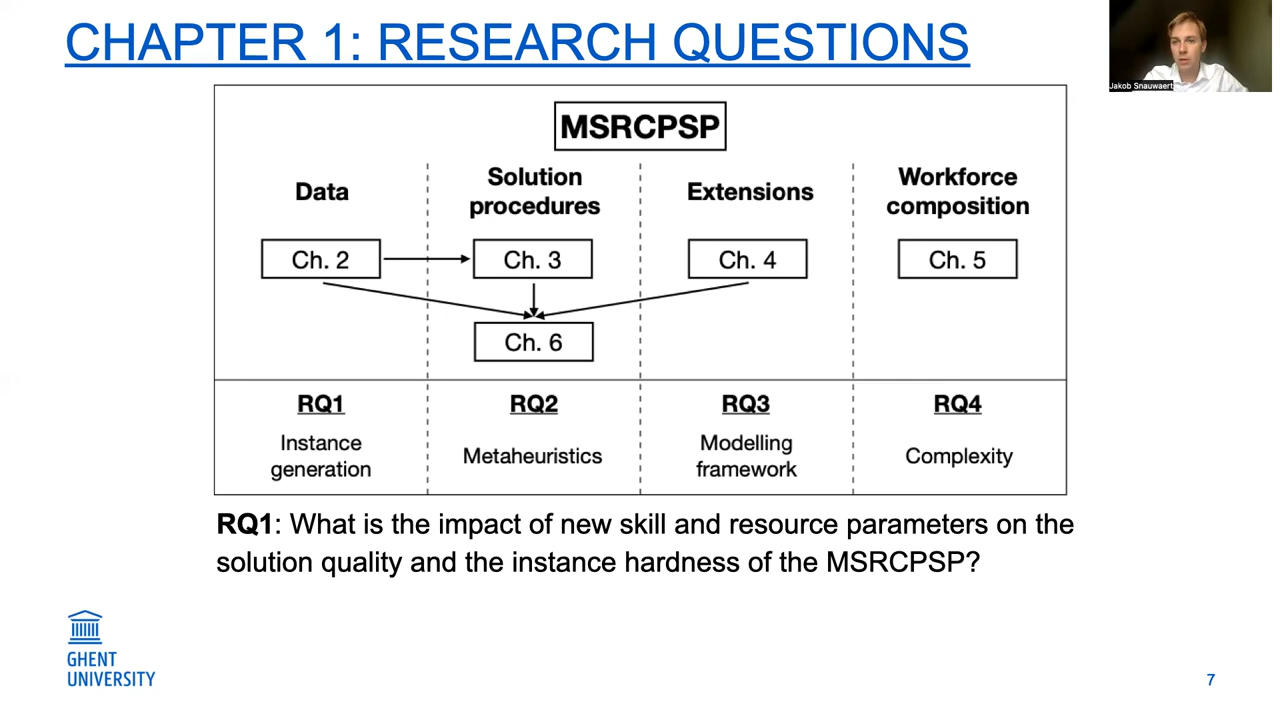 CHAPTER 1: RESEARCH QUESTIONS
Jakob Snauwaert
MSRCPSP
Data
Solution
procedures
Extensions
Workforce
composition
Ch. 2
Ch. 3
Ch. 4
Ch. 5
Ch. 6
RQ1
RQ2
RQ3
RQ4
Instance
generation
Metaheuristics
Modelling
framework
Complexity
RQ1: What is the impact of new skill and resource parameters on the
solution quality and the instance hardness of the MSRCPSP?
GHENT
UNIVERSITY
7